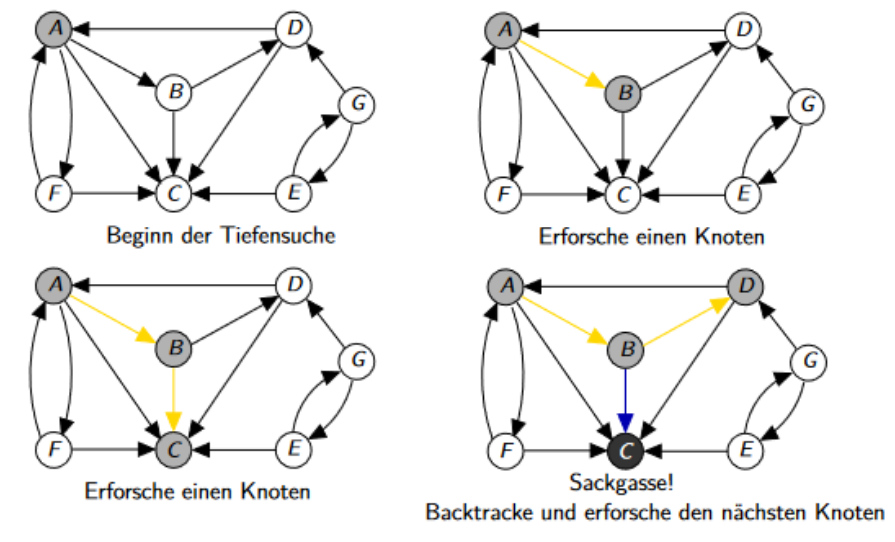 A D
B
G
F C E
Beginn der Tiefensuche
A D
B
G
F C E
Erforsche einen Knoten
A D
B
G
F C E
Erforsche einen Knoten
A D
B
G
F C E
Sackgasse!
Backtracke und erforsche den nächsten Knoten